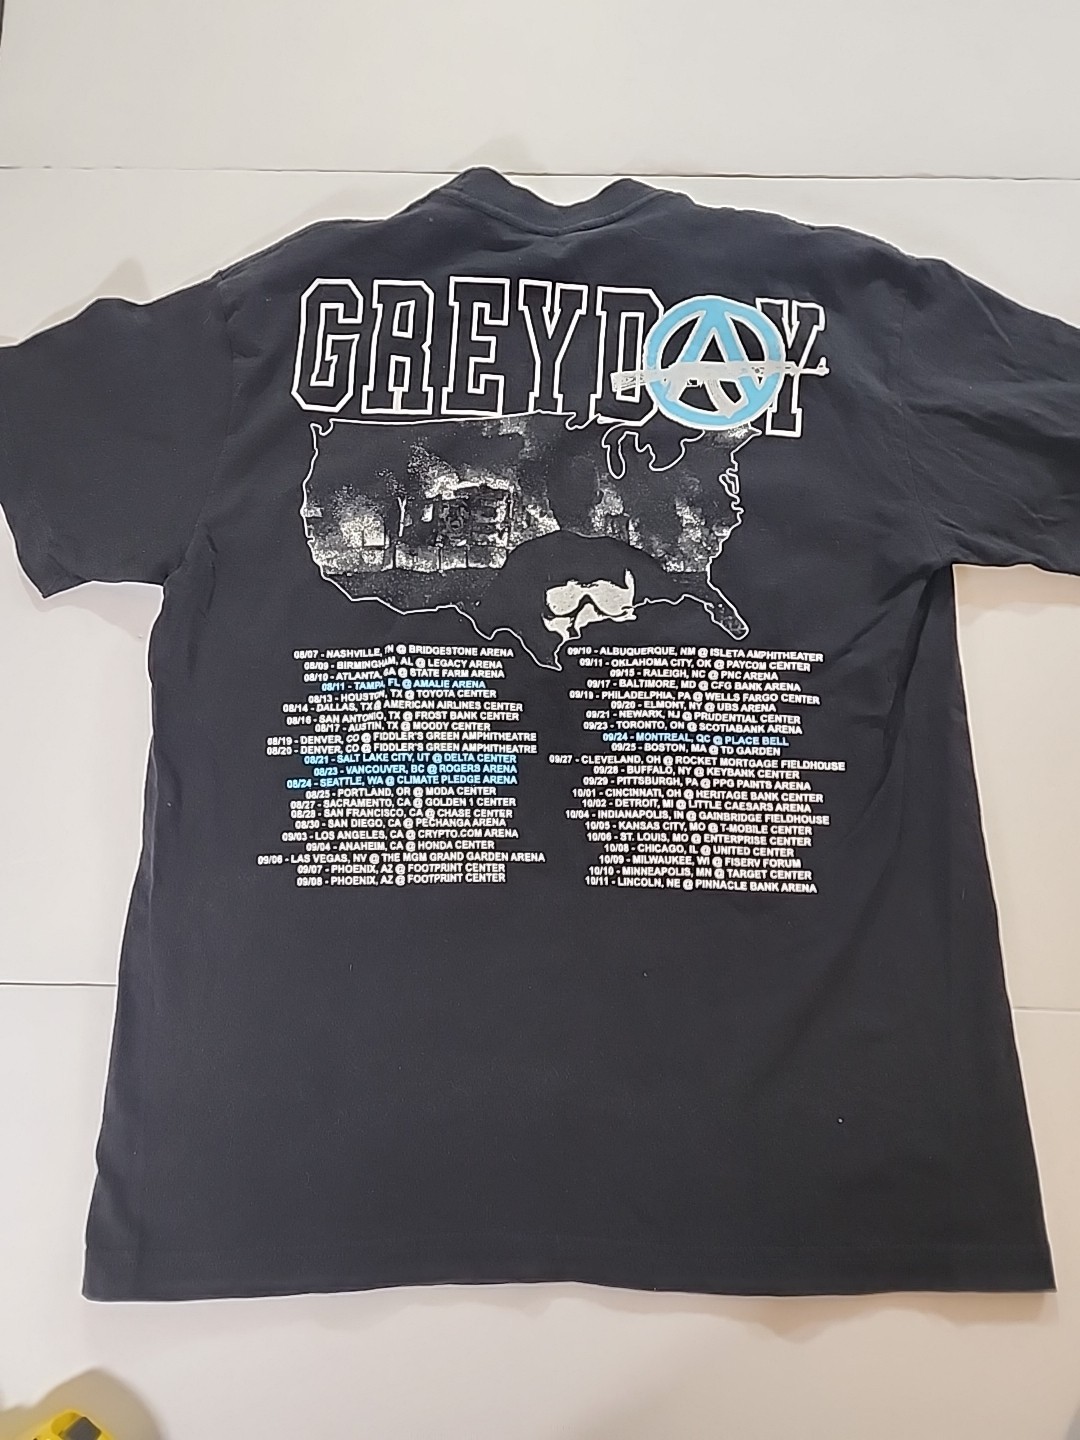 GREYDAY
08/07 - NASHVILLE, TN @ BRIDGESTONE ARENA
08/09 - BIRMINGHAM, AL @ LEGACY ARENA
08/10 - ATLANTA, GA @ STATE FARM ARENA
08/11 - TAMPA, FL @ AMALIE ARENA
08/13 - HOUSTON, TX @ TOYOTA CENTER
08/14 - DALLAS, TX @ AMERICAN AIRLINES CENTER
08/16 - SAN ANTONIO, TX @ FROST BANK CENTER
08/17 - AUSTIN, TX @ MOODY CENTER
08/19 - DENVER, CO @ FIDDLER'S GREEN AMPHITHEATRE
08/20 - DENVER, CO @ FIDDLER'S GREEN AMPHITHEATRE
08/21 - SALT LAKE CITY, UT @ DELTA CENTER
08/23 - VANCOUVER, BC @ ROGERS ARENA
08/24 - SEATTLE, WA @ CLIMATE PLEDGE ARENA
08/25 - PORTLAND, OR @ MODA CENTER
08/27 - SACRAMENTO, CA @ GOLDEN 1 CENTER
08/29 - SAN FRANCISCO, CA @ CHASE CENTER
08/30 - SAN DIEGO, CA @ PECHANGA ARENA
09/03 - LOS ANGELES, CA @ CRYPTO.COM ARENA
09/04 - ANAHEIM, CA @ HONDA CENTER
09/06 - LAS VEGAS, NV @ THE MGM GRAND GARDEN ARENA
09/07 - PHOENIX, AZ @ FOOTPRINT CENTER
09/08 - PHOENIX, AZ @ FOOTPRINT CENTER
09/10 - ALBUQUERQUE, NM @ ISLETA AMPHITHEATER
09/11 - OKLAHOMA CITY, OK @ PAYCOM CENTER
09/15 - RALEIGH, NC @ PNC ARENA
09/17 - BALTIMORE, MD @ CFG BANK ARENA
09/19 - PHILADELPHIA, PA @ WELLS FARGO CENTER
09/20 - ELMONT, NY @ UBS ARENA
09/21 - NEWARK, NJ @ PRUDENTIAL CENTER
09/23 - TORONTO, ON @ SCOTIABANK ARENA
09/24 - MONTREAL, QC @ PLACE BELL
09/25 - BOSTON, MA @ TD GARDEN
09/27 - CLEVELAND, OH @ ROCKET MORTGAGE FIELDHOUSE
09/28 - BUFFALO, NY @ KEYBANK CENTER
09/29 - PITTSBURGH, PA @ PPG PAINTS ARENA
10/01 - CINCINNATI, OH @ HERITAGE BANK CENTER
10/02 - DETROIT, MI @ LITTLE CAESARS ARENA
10/04 - INDIANAPOLIS, IN @ GAINBRIDGE FIELDHOUSE
10/05 - KANSAS CITY, MO @ T-MOBILE CENTER
10/06 - ST. LOUIS, MO @ ENTERPRISE CENTER
10/08 - CHICAGO, IL @ UNITED CENTER
10/09 - MILWAUKEE, WI @ FISERV FORUM
10/10 - MINNEAPOLIS, MN @ TARGET CENTER
10/11 - LINCOLN, NE @ PINNACLE BANK ARENA